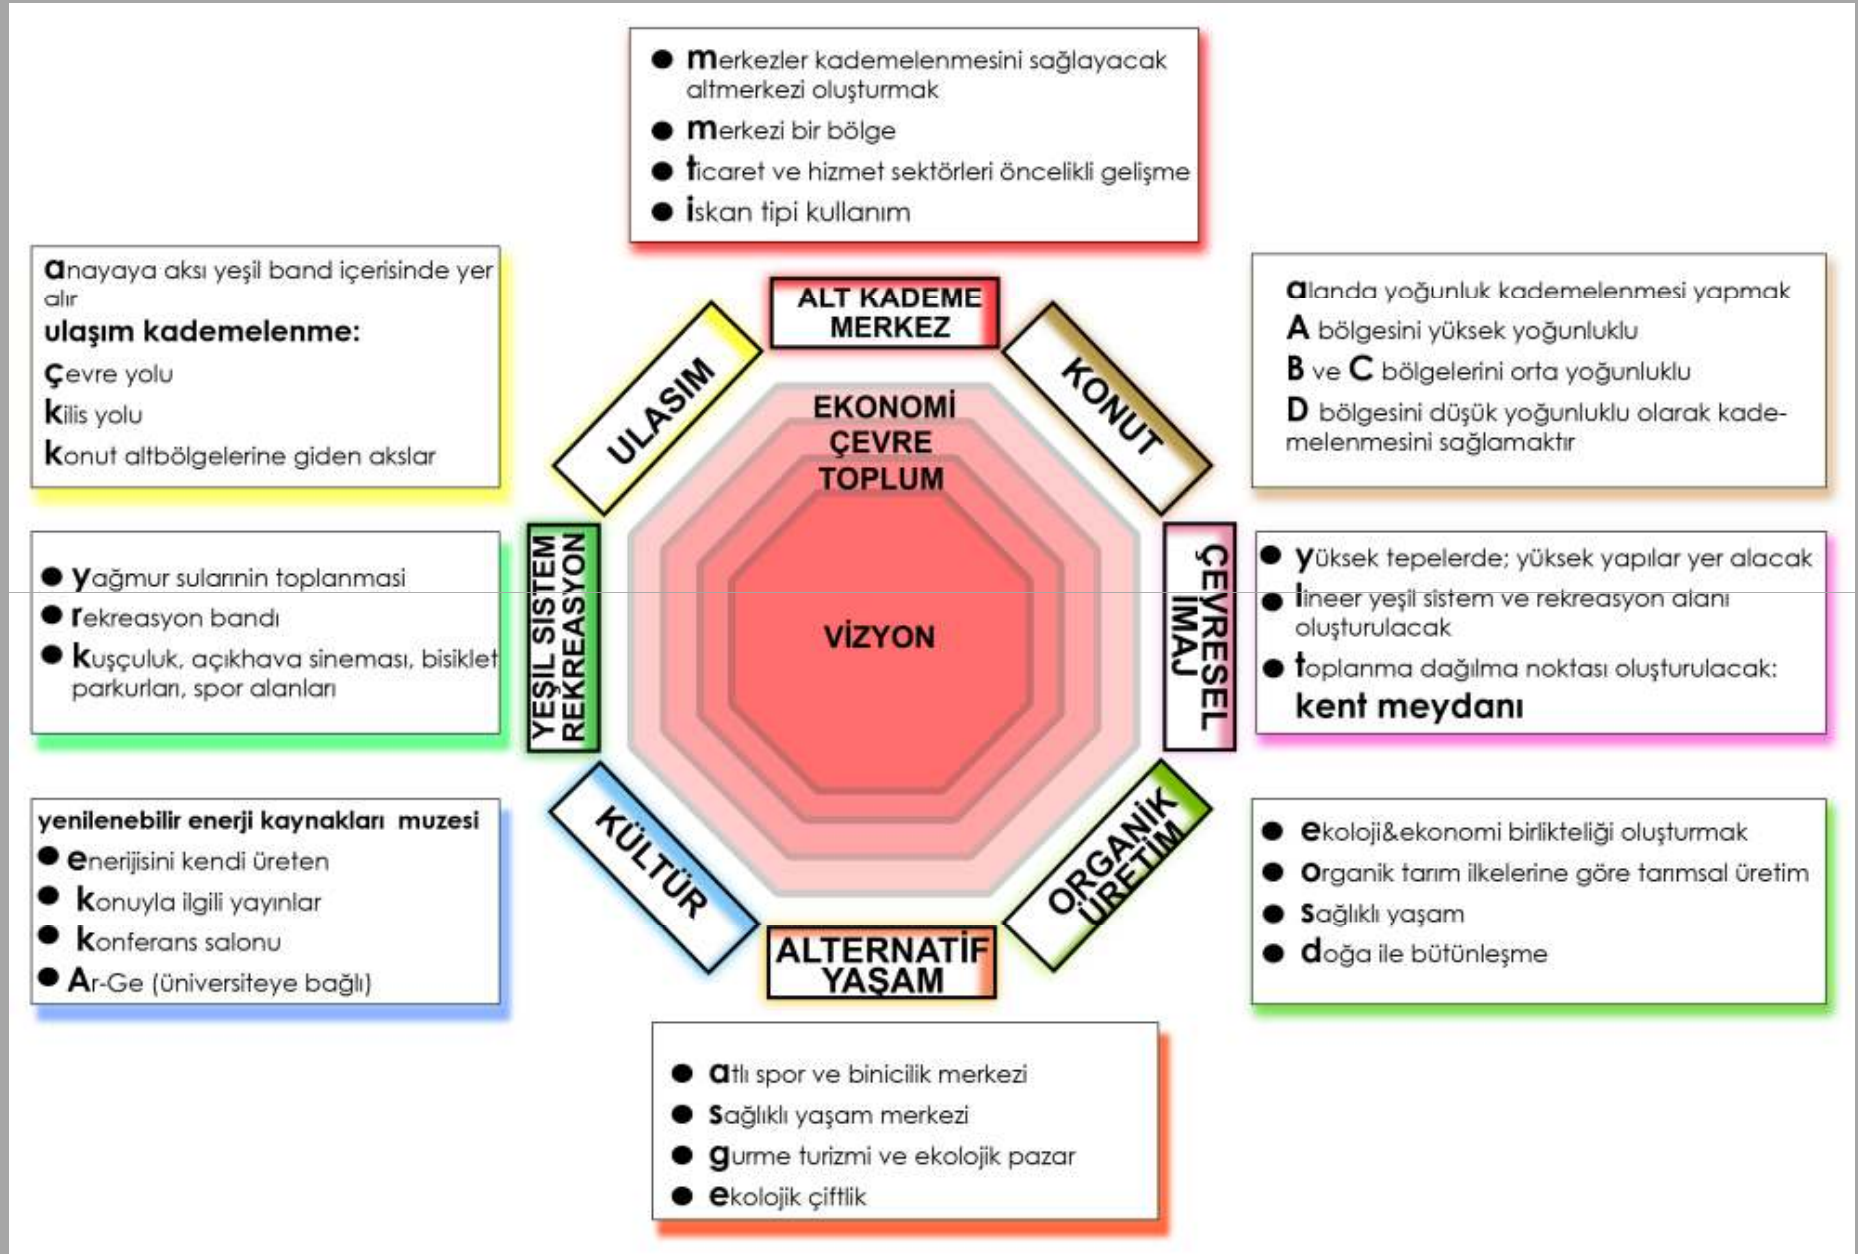 merkezler kademelenmesini sağlayacak
altmerkezi oluşturmak
merkezi bir bölge
ticaret ve hizmet sektörleri öncelikli gelişme
iskan tipi kullanım
anayaya aksı yeşil band içerisinde yer
alır
ulaşım kademelenme:
çevre yolu
kilis yolu
konut altbölgelerine giden akslar
ALT KADEME
MERKEZ
ULASIM
KONUT
alanda yoğunluk kademelenmesi yapmak
A bölgesini yüksek yoğunluklu
B ve C bölgelerini orta yoğunluklu
D bölgesini düşük yoğunluklu olarak kade-
melenmesini sağlamaktır
EKONOMİ
ÇEVRE
TOPLUM
VİZYON
yağmur sularının toplanmasi
rekreasyon bandı
kuşçuluk, açıkhava sineması, bisiklet
parkurları, spor alanları
YEŞIL SİSTEM
REKREASYON
ÇEVRESEL
İMAJ
yüksek tepelerde; yüksek yapılar yer alacak
lineer yeşil sistem ve rekreasyon alanı
oluşturulacak
toplanma dağılma noktası oluşturulacak:
kent meydanı
yenilenebilir enerji kaynakları muzesi
enerijisini kendi üreten
konuyla ilgili yayınlar
konferans salonu
Ar-Ge (üniversiteye bağlı)
KÜLTÜR
ALTERNATİF
YAŞAM
ORGANİK
ÜRETİM
ekoloji&ekonomi birlikteliği oluşturmak
organik tarım ilkelerine göre tarımsal üretim
sağlıklı yaşam
doğa ile bütünleşme
atlı spor ve binicilik merkezi
sağlıklı yaşam merkezi
gurme turizmi ve ekolojik pazar
ekolojik çiftlik